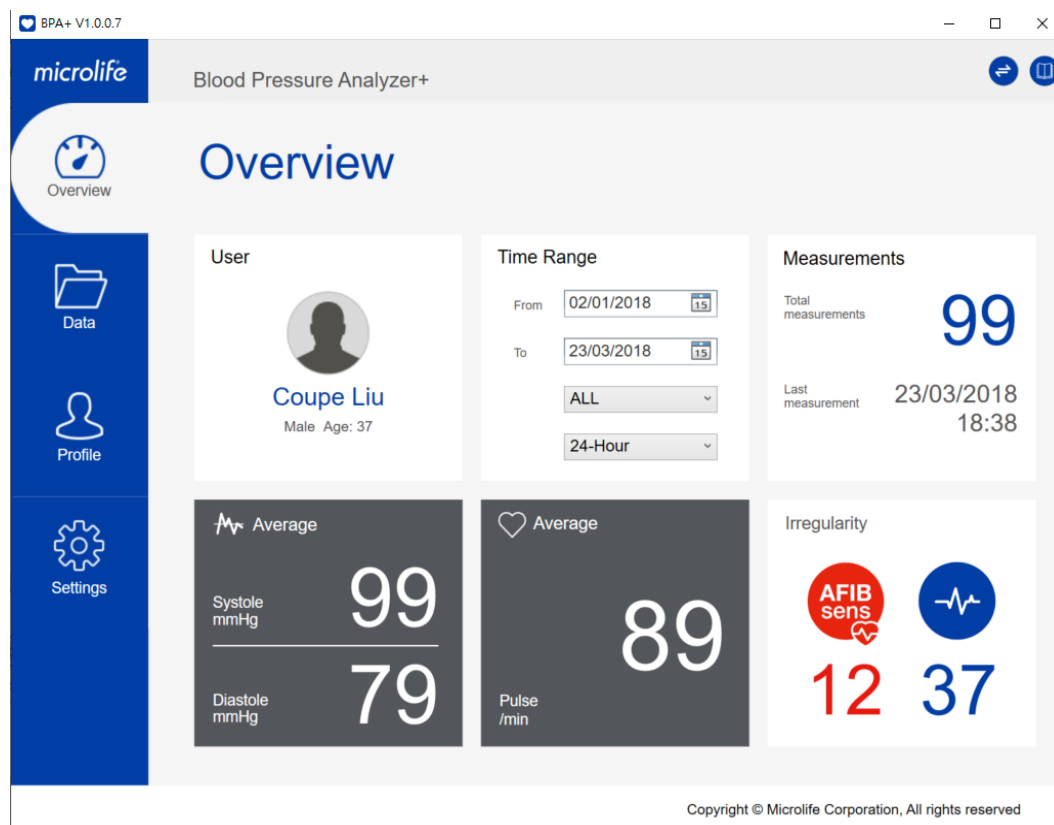 BPA+ V1.0.0.7
microlife
Blood Pressure Analyzer+
Overview
Data
Profile
Settings
Overview
User
Coupe Liu
Male Age: 37
Time Range
From 02/01/2018 15
To 23/03/2018 15
ALL
24-Hour
Measurements
Total
measurements
99
Last
measurement
23/03/2018
18:38
Average
Systole
mmHg
99
Diastole
mmHg
79
Average
89
Pulse
/min
Irregularity
AFIB
sens
12
37
Copyright © Microlife Corporation, All rights reserved